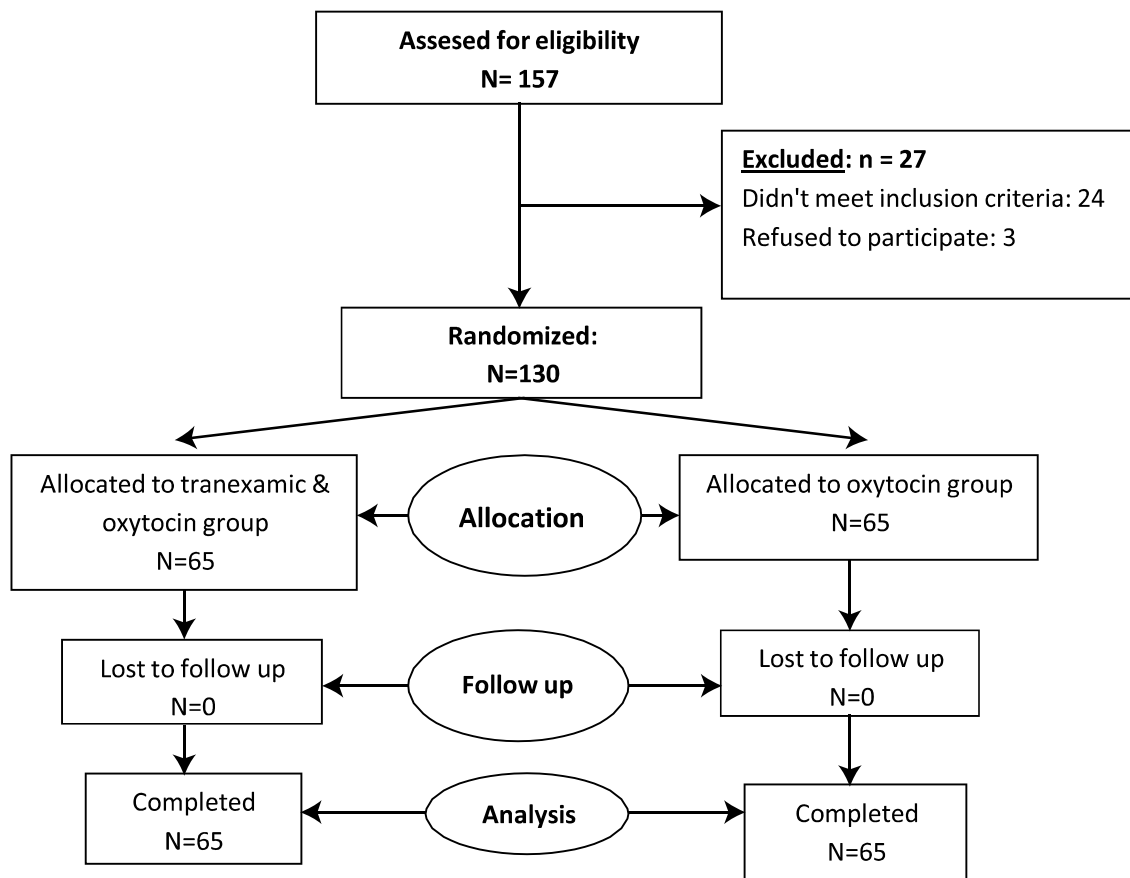 Assesed for eligibility
N= 157
Excluded: n = 27
Didn't meet inclusion criteria: 24
Refused to participate: 3
Randomized:
N=130
Allocated to tranexamic &
oxytocin group
N=65
Allocation
Allocated to oxytocin group
N=65
Lost to follow up
N=0
Follow up
Lost to follow up
N=0
Completed
N=65
Analysis
Completed
N=65